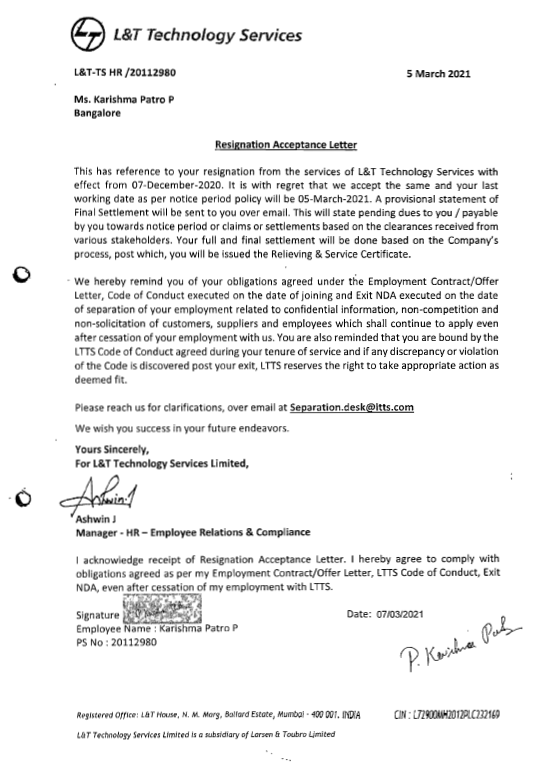 L&T Technology Services
L&T-TS HR /20112980 5 March 2021
Ms. Karishma Patro P
Bangalore
Resignation Acceptance Letter
This has reference to your resignation from the services of L&T Technology Services with
effect from 07-December-2020. It is with regret that we accept the same and your last
working date as per notice period policy will be 05-March-2021. A provisional statement of
Final Settlement will be sent to you over email. This will state pending dues to you / payable
by you towards notice period or claims or settlements based on the clearances received from
various stakeholders. Your full and final settlement will be done based on the Company's
process, post which, you will be issued the Relieving & Service Certificate.
We hereby remind you of your obligations agreed under the Employment Contract/Offer
Letter, Code of Conduct executed on the date of joining and Exit NDA executed on the date
of separation of your employment related to confidential information, non-competition and
non-solicitation of customers, suppliers and employees which shall continue to apply even
after cessation of your employment with us. You are also reminded that you are bound by the
LTTS Code of Conduct agreed during your tenure of service and if any discrepancy or violation
of the Code is discovered post your exit, LTTS reserves the right to take appropriate action as
deemed fit.
Please reach us for clarifications, over email at Separation.desk@ltts.com
We wish you success in your future endeavors.
Yours Sincerely,
For L&T Technology Services Limited,
Ashwin J
Ashwin J
Manager - HR – Employee Relations & Compliance
I acknowledge receipt of Resignation Acceptance Letter. I hereby agree to comply with
obligations agreed as per my Employment Contract/Offer Letter, LTTS Code of Conduct, Exit
NDA, even after cessation of my employment with LTTS.
Signature Date: 07/03/2021
Employee Name : Karishma Patro P
PS No : 20112980
P. Karishma
Registered Office: L&T House, N. M. Marg, Ballard Estate, Mumbai - 400 001. INDIA CIN : L72900MH2012PLC232169
L&T Technology Services Limited is a subsidiary of Larsen & Toubro Limited